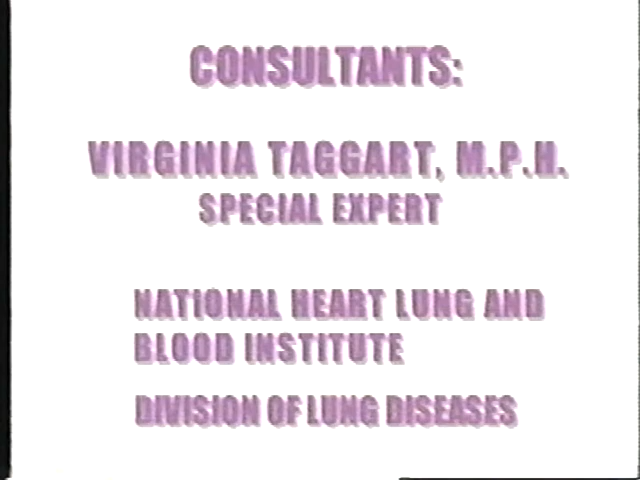 CONSULTANTS:
VIRGINIA TAGGART, M.P.H.
SPECIAL EXPERT
NATIONAL HEART LUNG AND
BLOOD INSTITUTE
DIVISION OF LUNG DISEASES